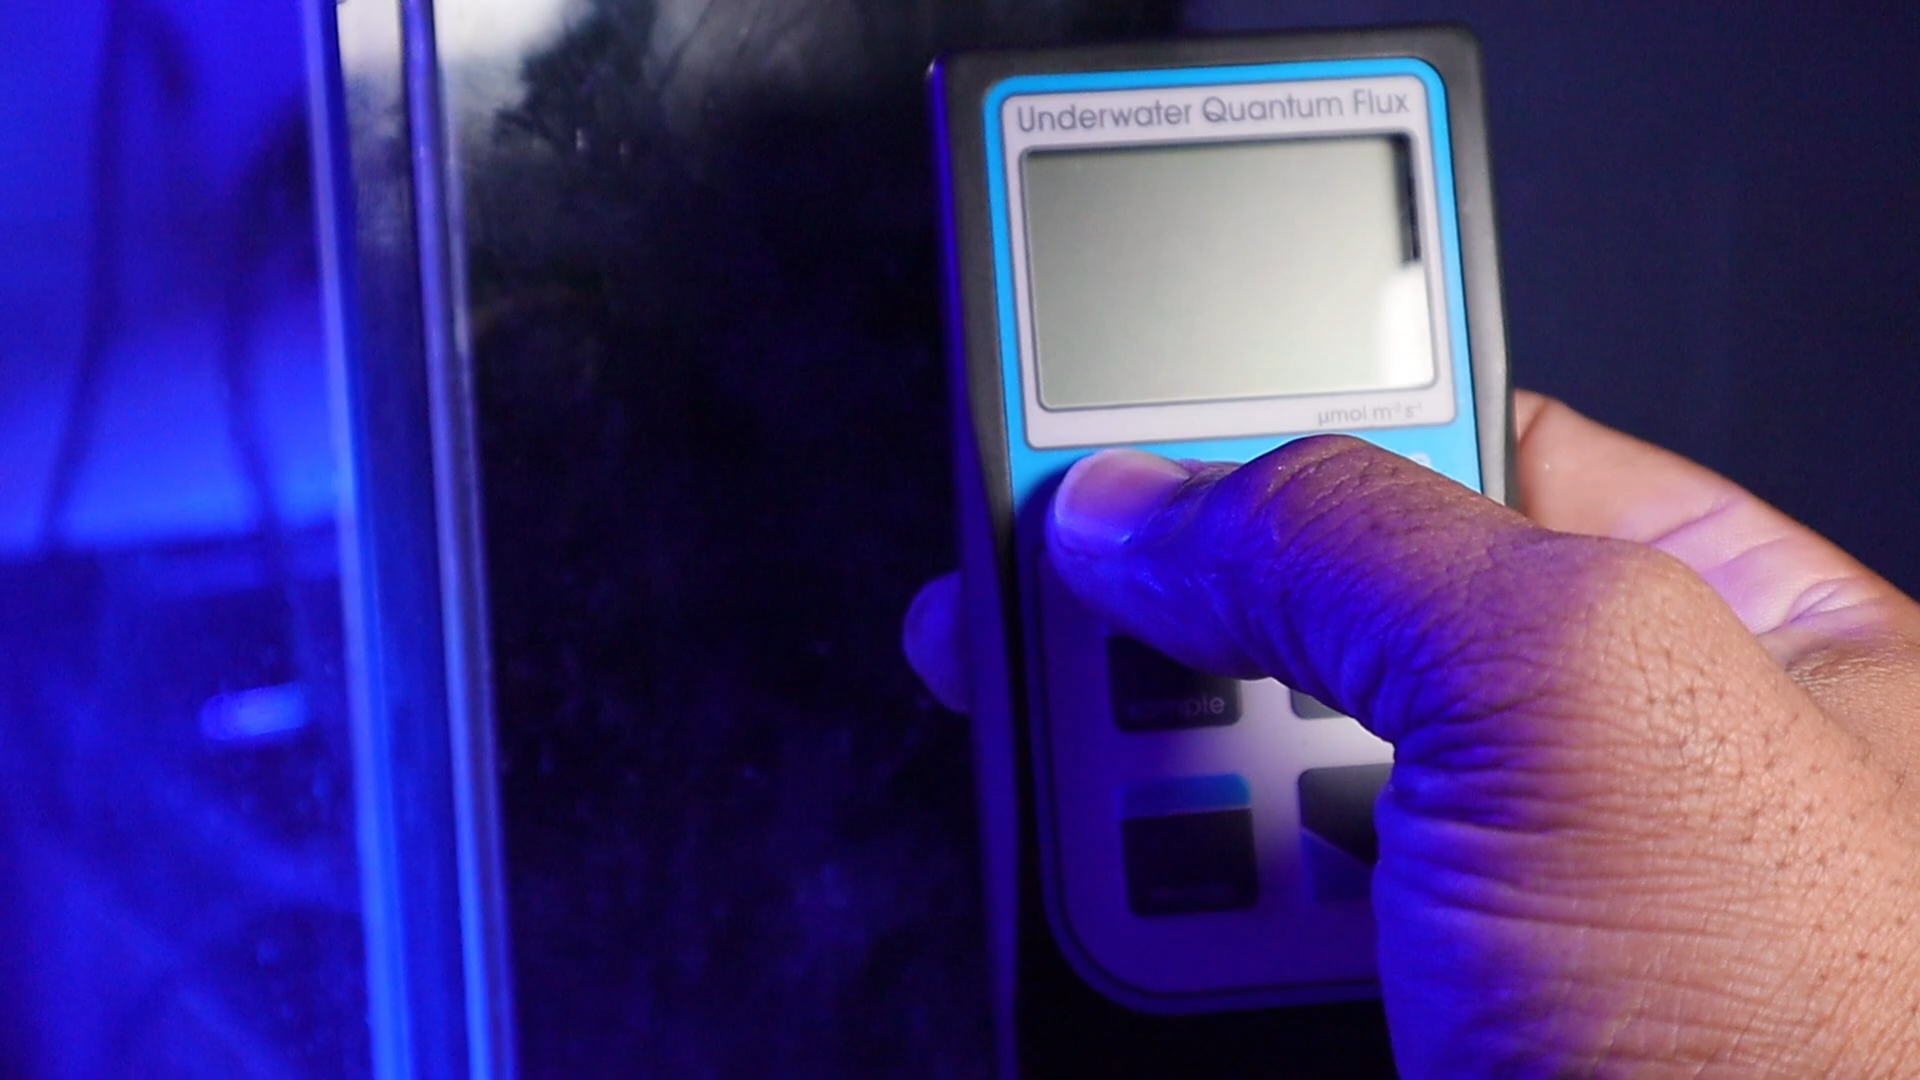 Underwater Quantum Flux
µmol m⁻² s⁻¹